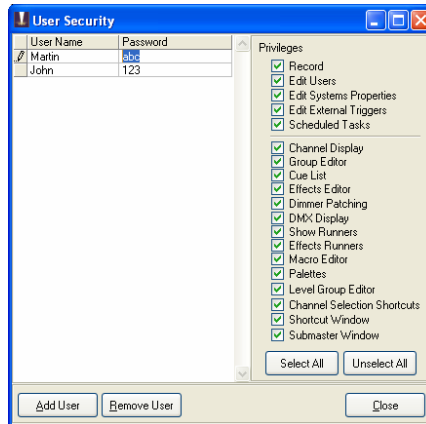 User Security
User Name Password
Martin abc
John 123
Privileges
Record
Edit Users
Edit Systems Properties
Edit External Triggers
Scheduled Tasks
Channel Display
Group Editor
Cue List
Effects Editor
Dimmer Patching
DMX Display
Show Runners
Effects Runners
Macro Editor
Palettes
Level Group Editor
Channel Selection Shortcuts
Shortcut Window
Submaster Window
Select All Unselect All
Add User Remove User Close